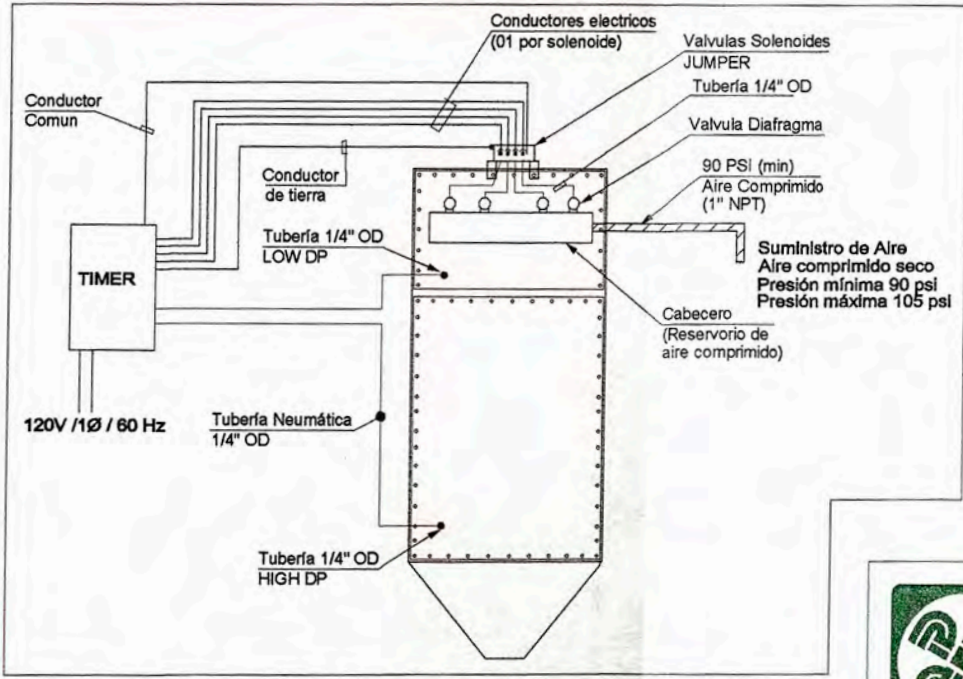 Conductores electricos
(01 por solenoide)
Valvulas Solenoides
JUMPER
Tubería 1/4" OD
Conductor
Comun
Valvula Diafragma
90 PSI (min)
Aire Comprimido
(1" NPT)
Conductor
de tierra
Tubería 1/4" OD
LOW DP
Suministro de Aire
Aire comprimido seco
Presión mínima 90 psi
Presión máxima 105 psi
TIMER
Cabecero
(Reservorio de
aire comprimido)
120V /1Ø / 60 Hz
Tubería Neumática
1/4" OD
Tubería 1/4" OD
HIGH DP